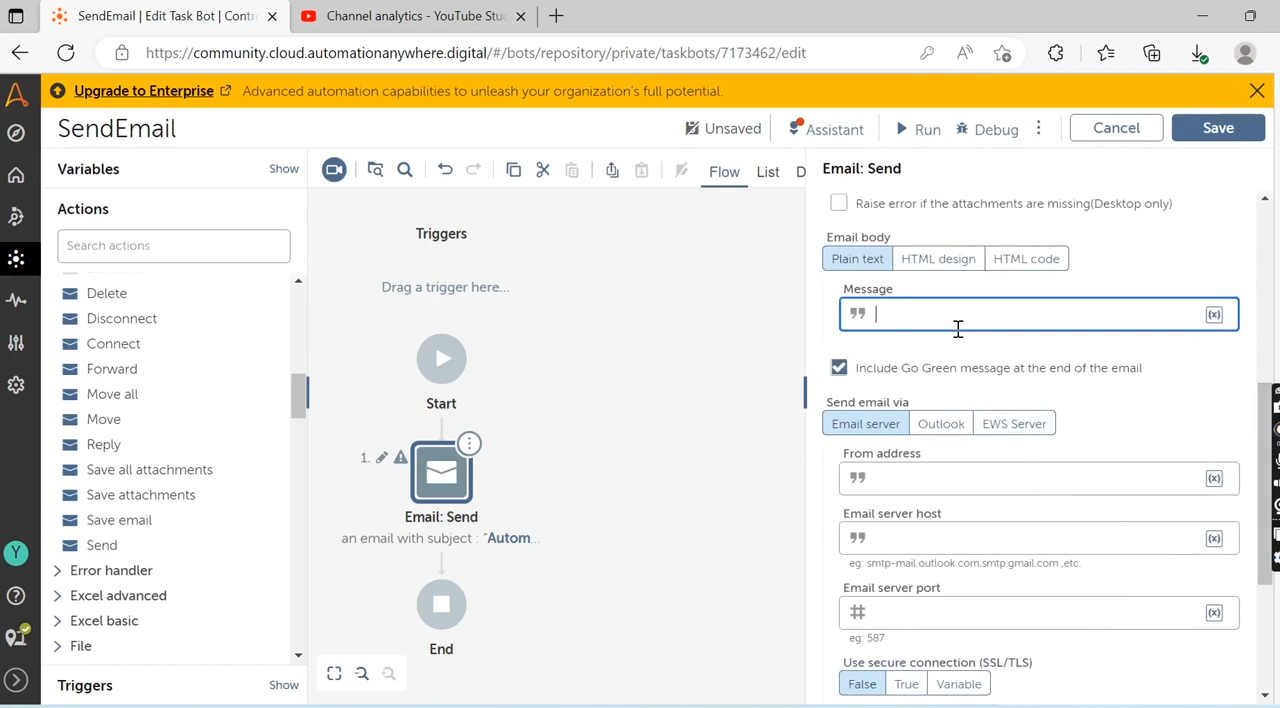 SendEmail | Edit Task Bot | Contr
Channel analytics - YouTube Stu
https://community.cloud.automationanywhere.digital/#/bots/repository/private/taskbots/7173462/edit
Upgrade to Enterprise Advanced automation capabilities to unleash your organization's full potential.
SendEmail
Unsaved
Assistant
Run
Debug
Cancel
Save
Variables
Show
Flow
List
D
Email: Send
Actions
Search actions
Delete
Disconnect
Connect
Forward
Move all
Move
Reply
Save all attachments
Save attachments
Save email
Send
Error handler
Excel advanced
Excel basic
File
Triggers
Show
Y
Triggers
Drag a trigger here...
Start
1.
Email: Send
an email with subject : "Autom...
End
Raise error if the attachments are missing(Desktop only)
Email body
Plain text
HTML design
HTML code
Message
(x)
Include Go Green message at the end of the email
Send email via
Email server
Outlook
EWS Server
From address
(x)
Email server host
(x)
eg: smtp-mail.outlook.com,smtp.gmail.com ,etc.
Email server port
(x)
eg: 587
Use secure connection (SSL/TLS)
False
True
Variable